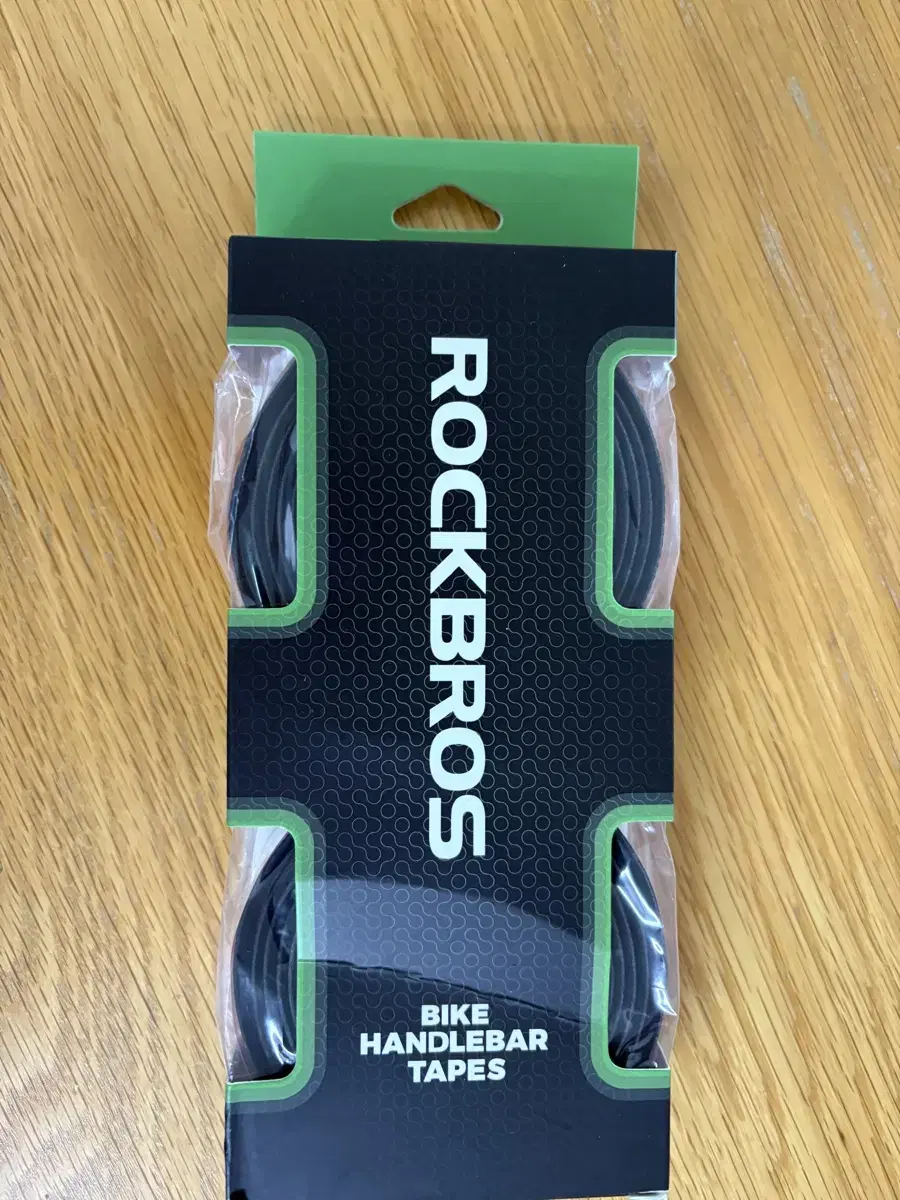 ROCKBROS
BIKE
HANDLEBAR
TAPES